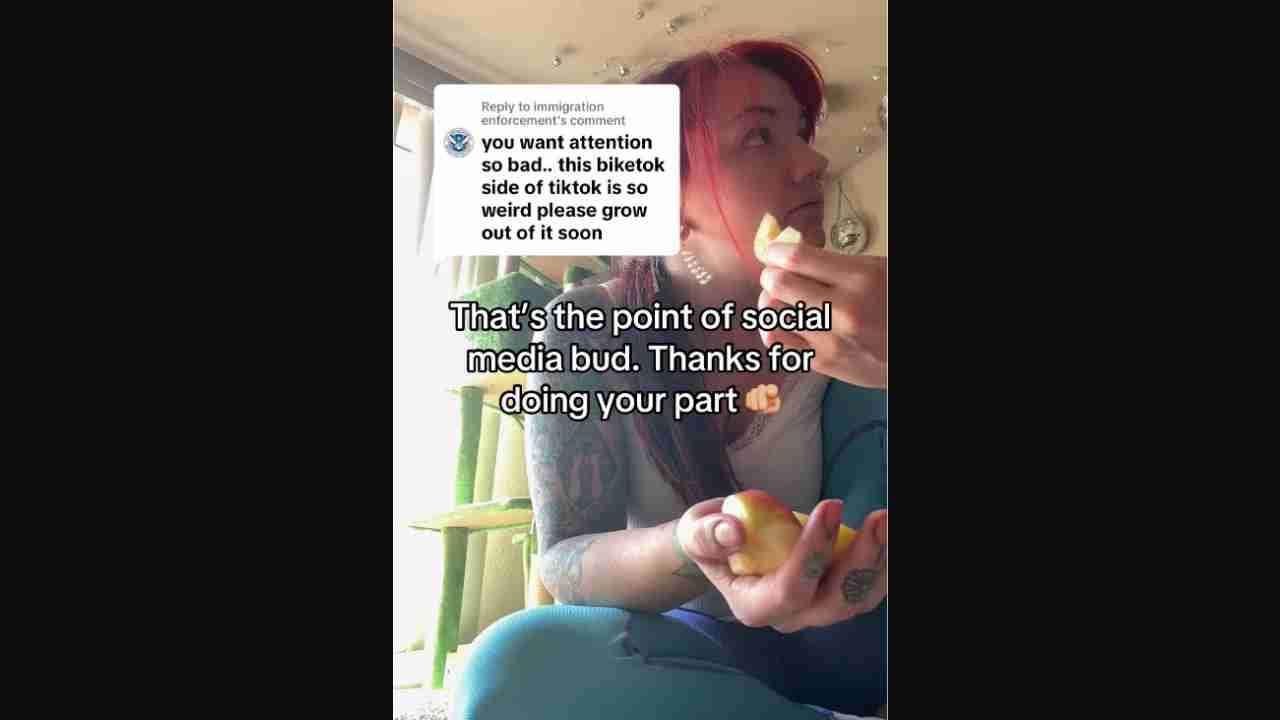 Reply to immigration
enforcement's comment
you want attention
so bad.. this biketok
side of tiktok is so
weird please grow
out of it soon
That's the point of social
media bud. Thanks for
doing your part 🫵🏻